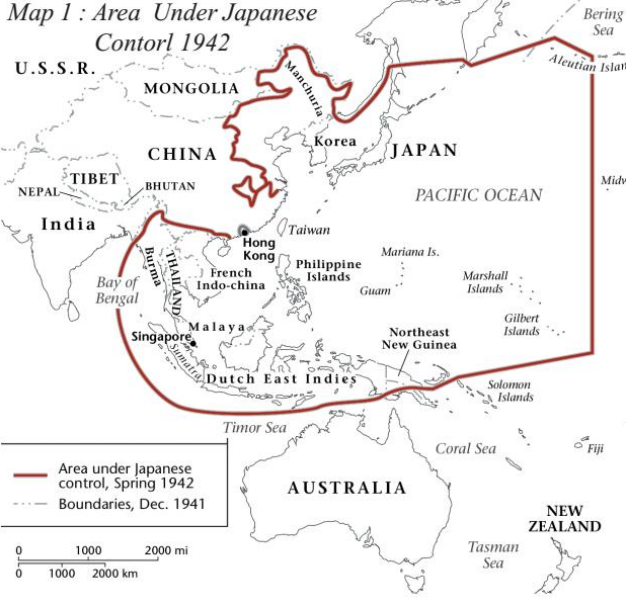 Map 1 : Area Under Japanese
Contorl 1942
Bering
Sea
Aleutian Islan
U.S.S.R.
MONGOLIA
Manchuria
CHINA
Korea
JAPAN
TIBET
NEPAL
BHUTAN
Midw
PACIFIC OCEAN
India
Taiwan
Hong
Kong
Mariana Is.
Burma
THAILAND
French
Indo-china
Philippine
Islands
Bay of
Bengal
Guam
Marshall
Islands
Gilbert
Islands
Malaya
Singapore
Sumatra
Northeast
New Guinea
Dutch East Indies
Solomon
Islands
Timor Sea
Coral Sea
Fiji
Area under Japanese
control, Spring 1942
Boundaries, Dec. 1941
AUSTRALIA
NEW
ZEALAND
Tasman
Sea
0 1000 2000 mi
0 1000 2000 km